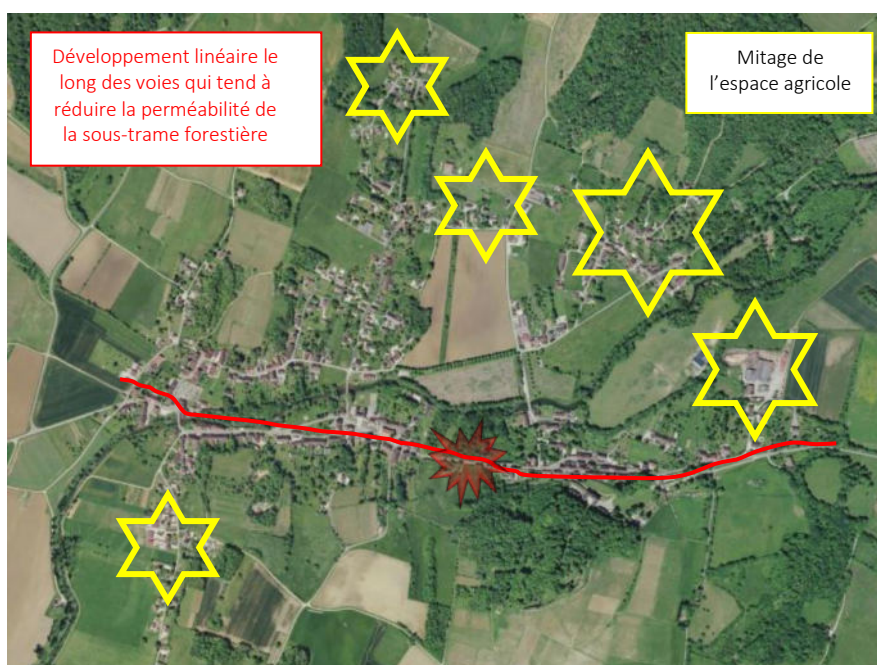 Développement linéaire le
long des voies qui tend à
réduire la perméabilité de
la sous-trame forestière
Mitage de
l'espace agricole